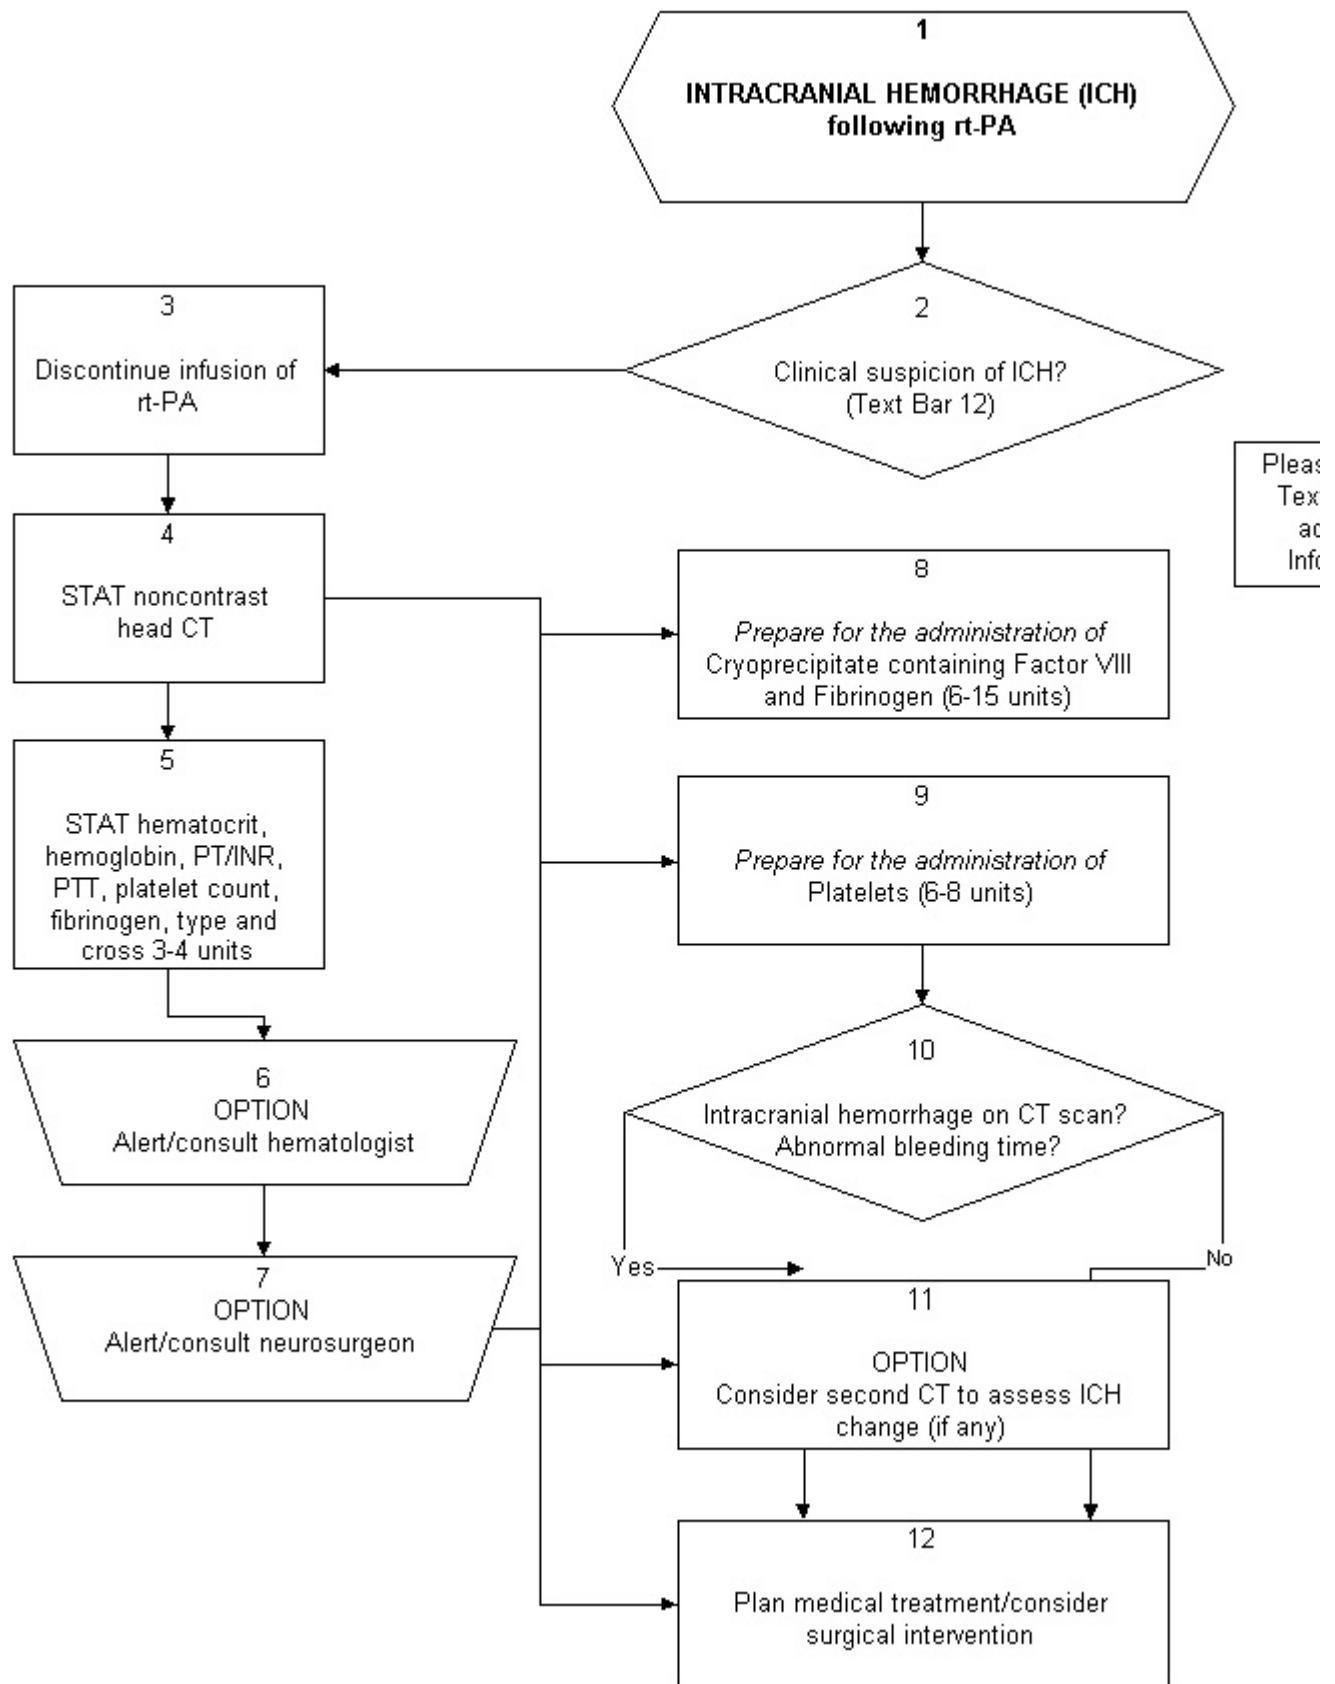 1
INTRACRANIAL HEMORRHAGE (ICH)
following rt-PA
2
Clinical suspicion of ICH?
(Text Bar 12)
3
Discontinue infusion of
rt-PA
4
STAT noncontrast
head CT
5
STAT hematocrit,
hemoglobin, PT/INR,
PTT, platelet count,
fibrinogen, type and
cross 3-4 units
6
OPTION
Alert/consult hematologist
7
OPTION
Alert/consult neurosurgeon
8
Prepare for the administration of
Cryoprecipitate containing Factor VIII
and Fibrinogen (6-15 units)
9
Prepare for the administration of
Platelets (6-8 units)
10
Intracranial hemorrhage on CT scan?
Abnormal bleeding time?
Yes
No
11
OPTION
Consider second CT to assess ICH
change (if any)
12
Plan medical treatment/consider
surgical intervention